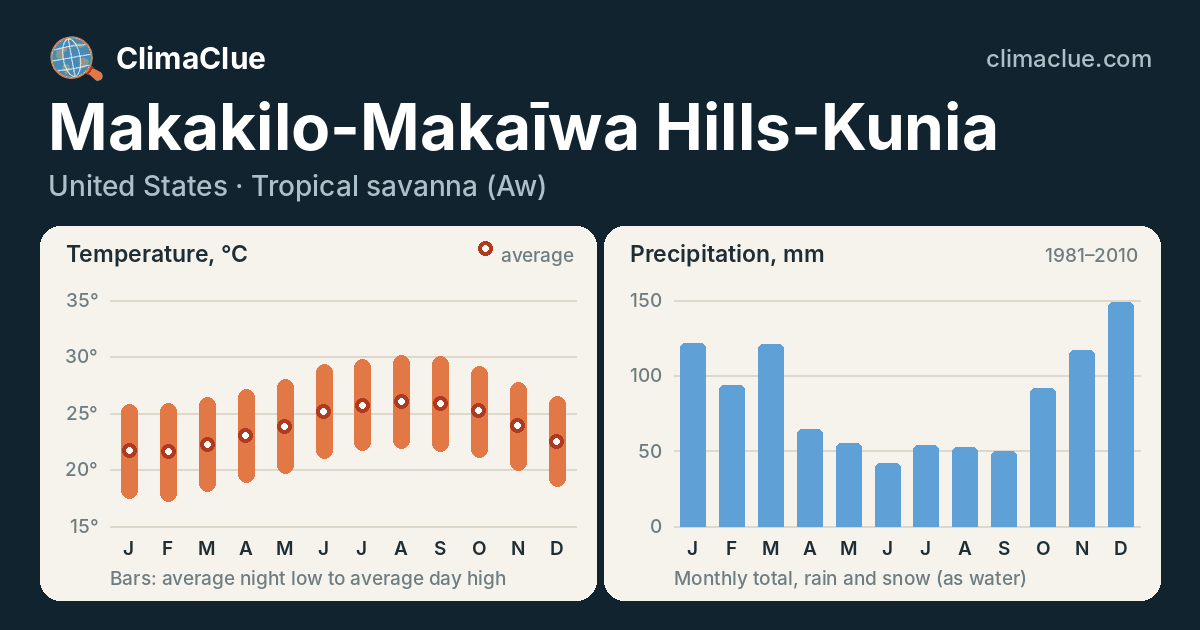 ClimaClue
climaclue.com
Makakilo-Makaīwa Hills-Kunia
United States · Tropical savanna (Aw)
Temperature, °C
average
35°
30°
25°
20°
15°
J F M A M J J A S O N D
Bars: average night low to average day high
Precipitation, mm
1981–2010
150
100
50
0
J F M A M J J A S O N D
Monthly total, rain and snow (as water)